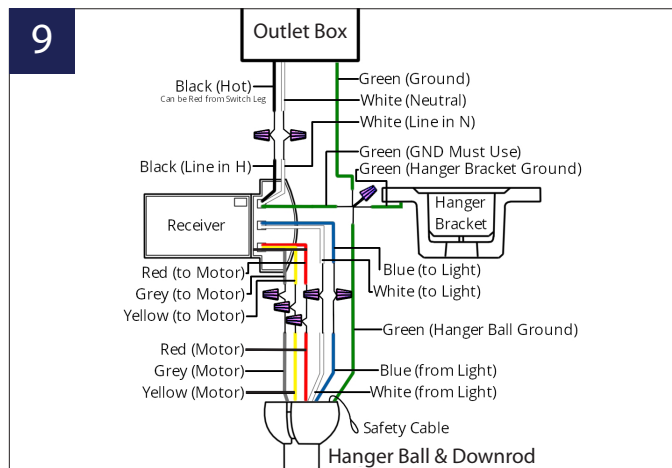 9
Outlet Box
Black (Hot)
Can be Red from Switch Leg
Green (Ground)
White (Neutral)
White (Line in N)
Black (Line in H)
Green (GND Must Use)
Green (Hanger Bracket Ground)
Receiver
Hanger
Bracket
Red (to Motor)
Grey (to Motor)
Yellow (to Motor)
Blue (to Light)
White (to Light)
Green (Hanger Ball Ground)
Red (Motor)
Grey (Motor)
Yellow (Motor)
Blue (from Light)
White (from Light)
Safety Cable
Hanger Ball & Downrod